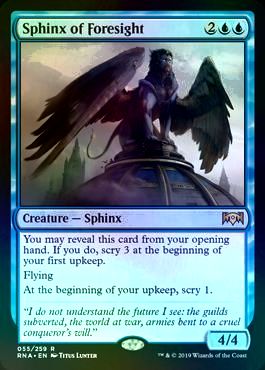 Sphinx of Foresight 2
Creature — Sphinx
You may reveal this card from your opening
hand. If you do, scry 3 at the beginning of
your first upkeep.
Flying
At the beginning of your upkeep, scry 1.
“I do not understand the future I see: the guilds
subverted, the world at war, armies bent to a cruel
conqueror’s will.”
4/4
055/259 R
RNA • EN Titus Lunter
™ & © 2019 Wizards of the Coast